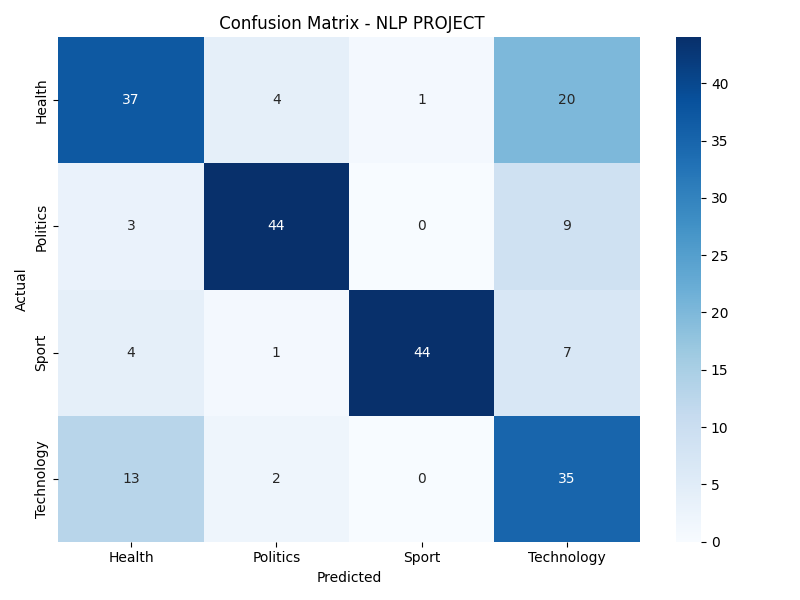 Confusion Matrix - NLP PROJECT
Actual
Health
37 4 1 20
Politics
3 44 0 9
Sport
4 1 44 7
Technology
13 2 0 35
Health Politics Sport Technology
Predicted
40
35
30
25
20
15
10
5
0